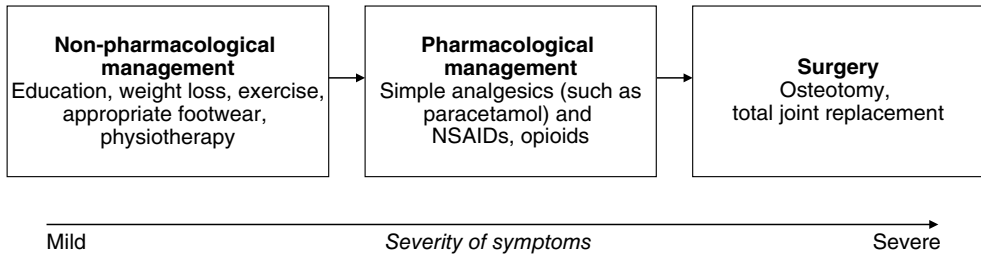 Non-pharmacological
management
Education, weight loss, exercise,
appropriate footwear,
physiotherapy
Pharmacological
management
Simple analgesics (such as
paracetamol) and
NSAIDs, opioids
Surgery
Osteotomy,
total joint replacement
Mild Severity of symptoms Severe